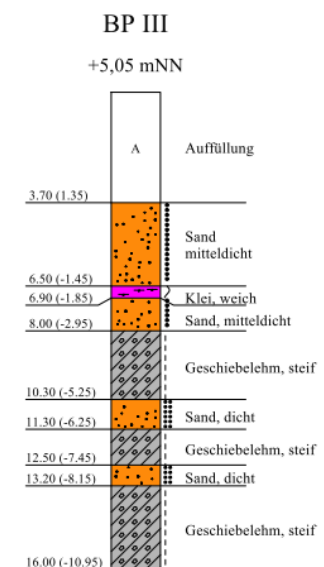 BP III
+5,05 mNN
A
Auffüllung
3.70 (1.35)
Sand
mitteldicht
6.50 (-1.45)
6.90 (-1.85)
Klei, weich
8.00 (-2.95)
Sand, mitteldicht
Geschiebelehm, steif
10.30 (-5.25)
Sand, dicht
11.30 (-6.25)
Geschiebelehm, steif
12.50 (-7.45)
Sand, dicht
13.20 (-8.15)
Geschiebelehm, steif
16.00 (-10.95)